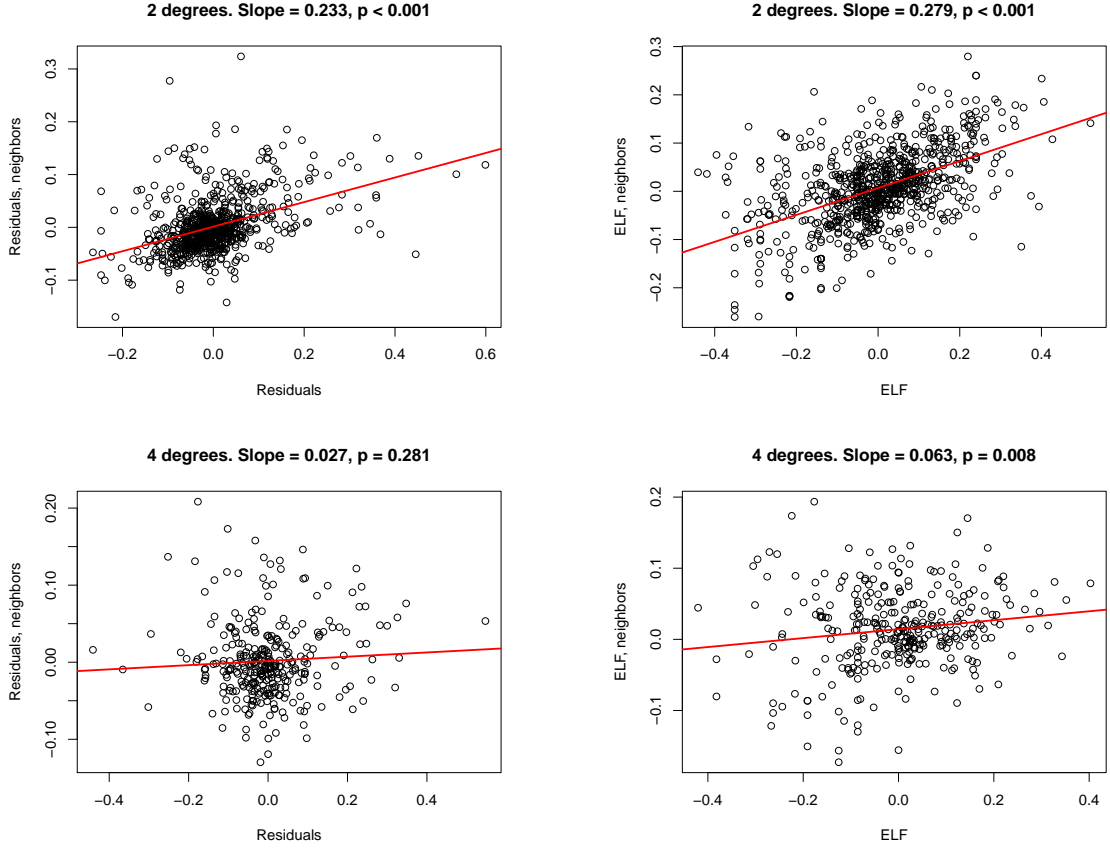 2 degrees. Slope = 0.233, p < 0.001
Residuals, neighbors
0.3
0.2
0.1
0.0
−0.1
−0.2 0.0 0.2 0.4 0.6
Residuals
2 degrees. Slope = 0.279, p < 0.001
ELF, neighbors
0.3
0.2
0.1
0.0
−0.1
−0.2
−0.4 −0.2 0.0 0.2 0.4
ELF
4 degrees. Slope = 0.027, p = 0.281
Residuals, neighbors
0.20
0.10
0.00
−0.10
−0.4 −0.2 0.0 0.2 0.4
Residuals
4 degrees. Slope = 0.063, p = 0.008
ELF, neighbors
0.2
0.1
0.0
−0.1
−0.4 −0.2 0.0 0.2 0.4
ELF